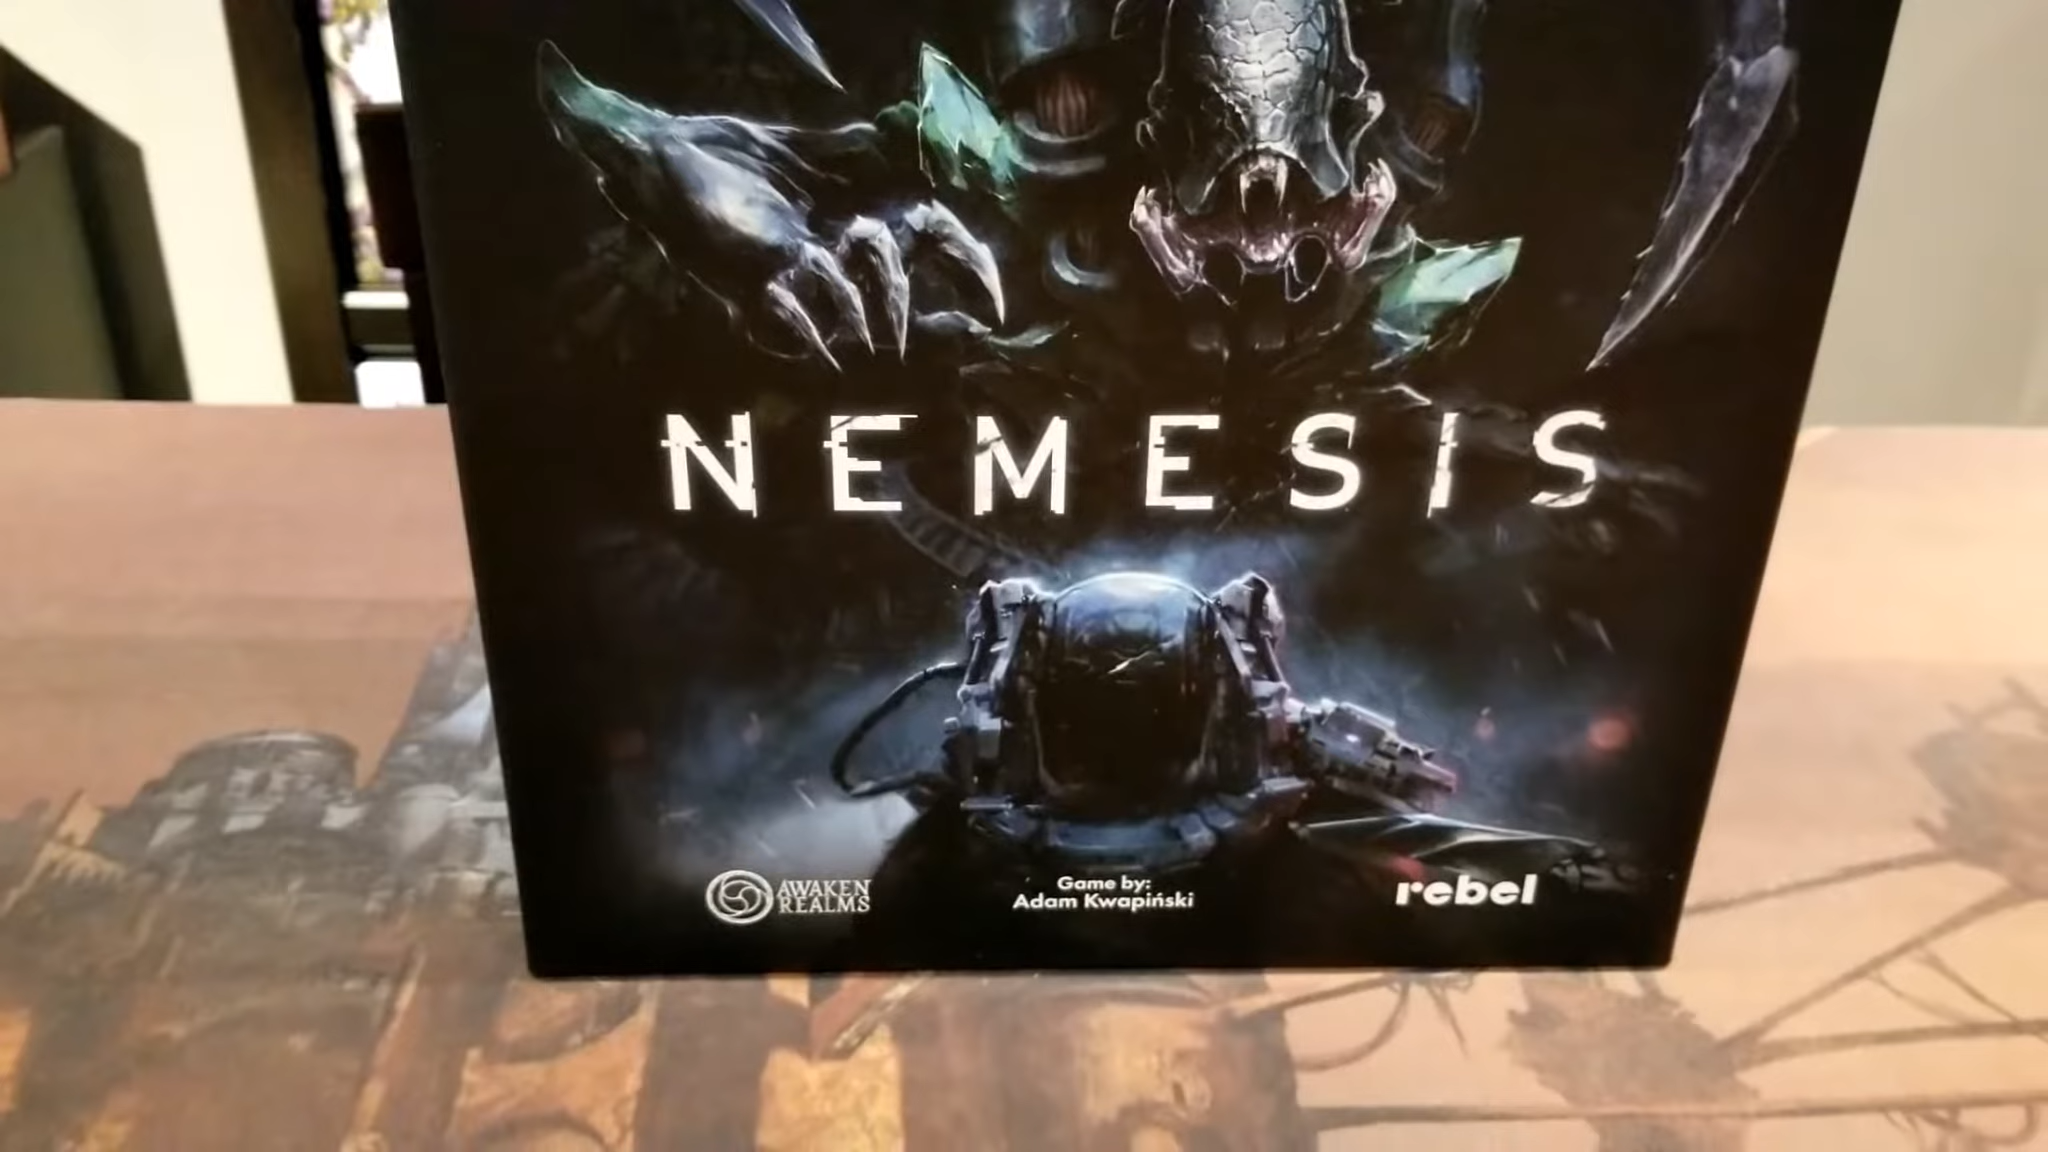 NEMESIS
AWAKEN
REALMS
Game by:
Adam Kwapiński
rebel